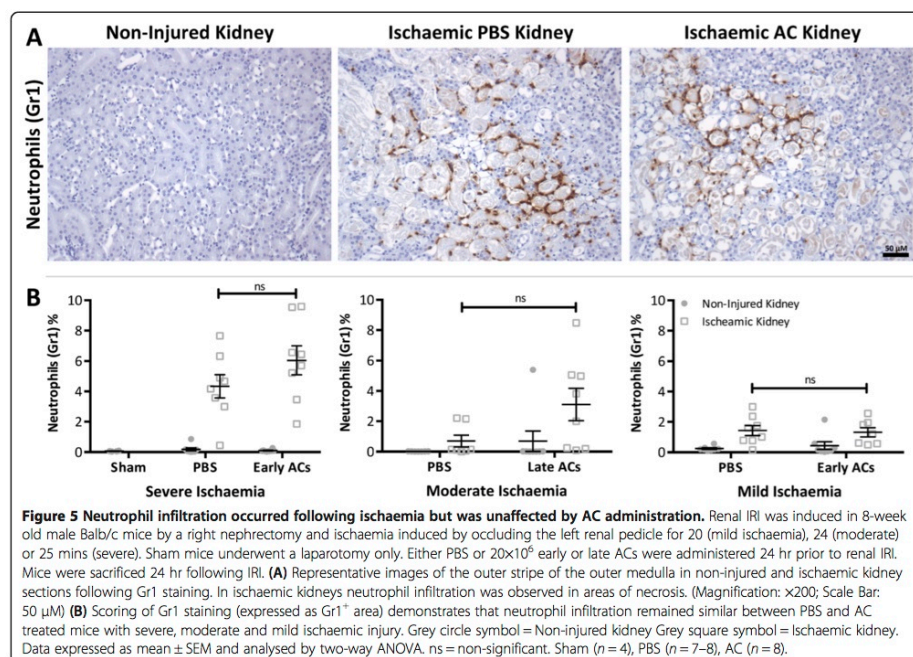 A
Non-Injured Kidney
Ischaemic PBS Kidney
Ischaemic AC Kidney
Neutrophils (Gr1)
50 µM
B
Neutrophils (Gr1) %
10
8
6
4
2
0
ns
Sham
PBS
Early ACs
Severe Ischaemia
Neutrophils (Gr1) %
10
8
6
4
2
0
ns
PBS
Late ACs
Moderate Ischaemia
Neutrophils (Gr1) %
10
8
6
4
2
0
Non-Injured Kidney
Ischeamic Kidney
ns
PBS
Early ACs
Mild Ischaemia
Figure 5 Neutrophil infiltration occurred following ischaemia but was unaffected by AC administration. Renal IRI was induced in 8-week
old male Balb/c mice by a right nephrectomy and ischaemia induced by occluding the left renal pedicle for 20 (mild ischaemia), 24 (moderate)
or 25 mins (severe). Sham mice underwent a laparotomy only. Either PBS or 20×10⁶ early or late ACs were administered 24 hr prior to renal IRI.
Mice were sacrificed 24 hr following IRI. (A) Representative images of the outer stripe of the outer medulla in non-injured and ischaemic kidney
sections following Gr1 staining. In ischaemic kidneys neutrophil infiltration was observed in areas of necrosis. (Magnification: ×200; Scale Bar:
50 μM) (B) Scoring of Gr1 staining (expressed as Gr1⁺ area) demonstrates that neutrophil infiltration remained similar between PBS and AC
treated mice with severe, moderate and mild ischaemic injury. Grey circle symbol = Non-injured kidney Grey square symbol = Ischaemic kidney.
Data expressed as mean ± SEM and analysed by two-way ANOVA. ns = non-significant. Sham (n = 4), PBS (n = 7–8), AC (n = 8).